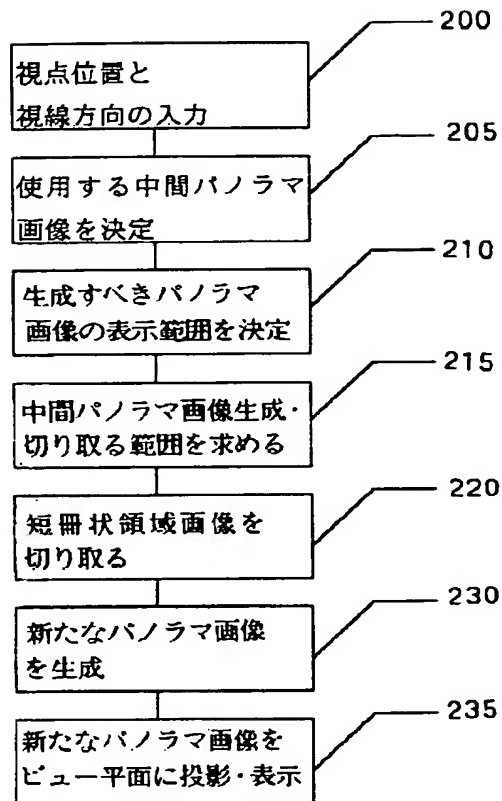 200
視点位置と
視線方向の入力
205
使用する中間パノラマ
画像を決定
210
生成すべきパノラマ
画像の表示範囲を決定
215
中間パノラマ画像生成・
切り取る範囲を求める
220
短冊状領域画像を
切り取る
230
新たなパノラマ画像
を生成
235
新たなパノラマ画像を
ビュー平面に投影・表示